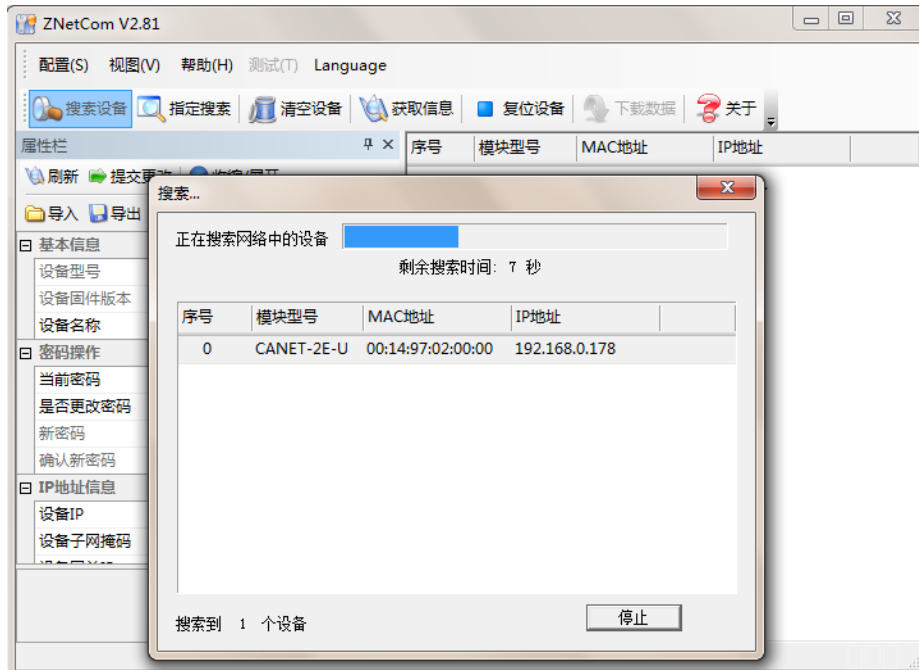 ZNetCom V2.81
配置(S) 视图(V) 帮助(H) 测试(T) Language
搜索设备 指定搜索 清空设备 获取信息 复位设备 下载数据 关于
属性栏
序号 模块型号 MAC地址 IP地址
刷新 提交更改
导入 导出
基本信息
设备型号
设备固件版本
设备名称
密码操作
当前密码
是否更改密码
新密码
确认新密码
IP地址信息
设备IP
设备子网掩码
搜索...
正在搜索网络中的设备
剩余搜索时间: 7 秒
序号 模块型号 MAC地址 IP地址
0 CANET-2E-U 00:14:97:02:00:00 192.168.0.178
搜索到 1 个设备
停止